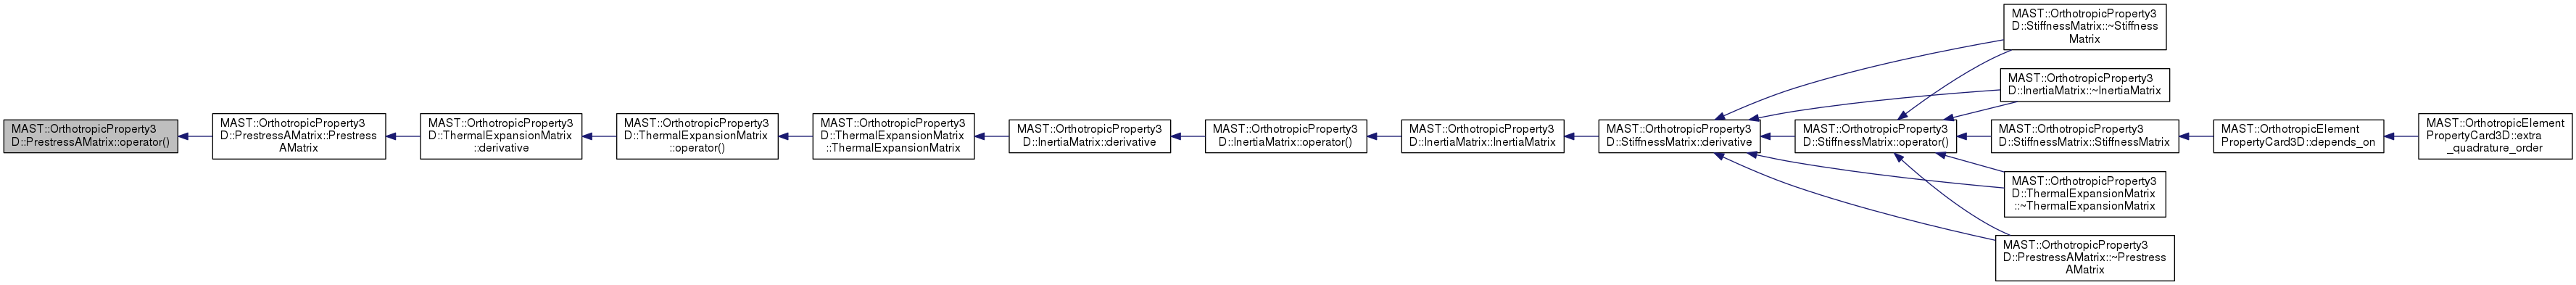 MAST::OrthotropicProperty3
D::PrestressAMatrix::operator()
MAST::OrthotropicProperty3
D::PrestressAMatrix::Prestress
AMatrix
MAST::OrthotropicProperty3
D::ThermalExpansionMatrix
::derivative
MAST::OrthotropicProperty3
D::ThermalExpansionMatrix
::operator()
MAST::OrthotropicProperty3
D::ThermalExpansionMatrix
::ThermalExpansionMatrix
MAST::OrthotropicProperty3
D::InertiaMatrix::derivative
MAST::OrthotropicProperty3
D::InertiaMatrix::operator()
MAST::OrthotropicProperty3
D::InertiaMatrix::InertiaMatrix
MAST::OrthotropicProperty3
D::StiffnessMatrix::derivative
MAST::OrthotropicProperty3
D::StiffnessMatrix::~Stiffness
Matrix
MAST::OrthotropicProperty3
D::InertiaMatrix::~InertiaMatrix
MAST::OrthotropicProperty3
D::StiffnessMatrix::operator()
MAST::OrthotropicProperty3
D::StiffnessMatrix::StiffnessMatrix
MAST::OrthotropicProperty3
D::ThermalExpansionMatrix
::~ThermalExpansionMatrix
MAST::OrthotropicProperty3
D::PrestressAMatrix::~Prestress
AMatrix
MAST::OrthotropicElement
PropertyCard3D::depends_on
MAST::OrthotropicElement
PropertyCard3D::extra
_quadrature_order